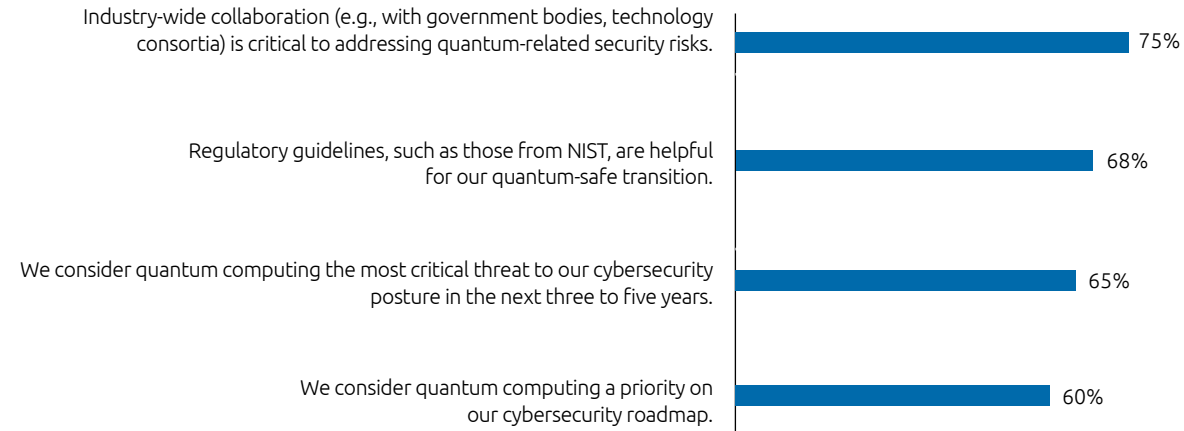 Industry-wide collaboration (e.g., with government bodies, technology
consortia) is critical to addressing quantum-related security risks.
75%
Regulatory guidelines, such as those from NIST, are helpful
for our quantum-safe transition.
68%
We consider quantum computing the most critical threat to our cybersecurity
posture in the next three to five years.
65%
We consider quantum computing a priority on
our cybersecurity roadmap.
60%